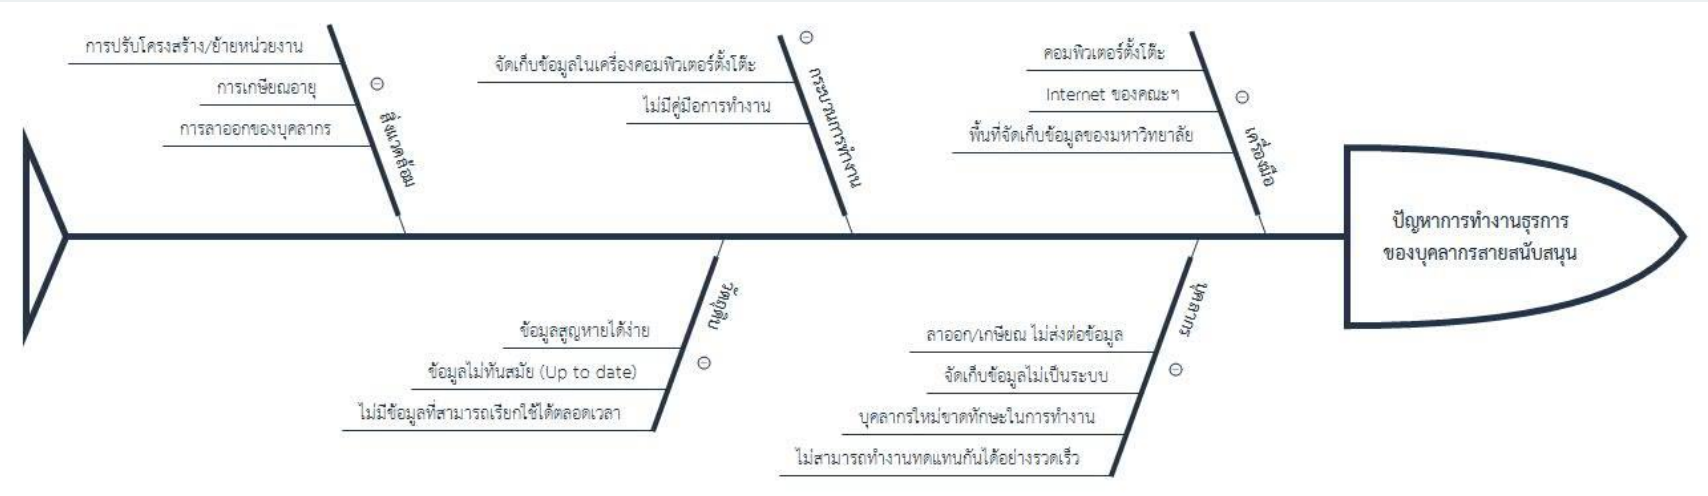 การปรับโครงสร้าง/ย้ายหน่วยงาน
การเกษียณอายุ
การลาออกของบุคลากร
สิ่งแวดล้อม
จัดเก็บข้อมูลในเครื่องคอมพิวเตอร์ตั้งโต๊ะ
ไม่มีคู่มือการทำงาน
กระบวนการทำงาน
คอมพิวเตอร์ตั้งโต๊ะ
Internet ของคณะฯ
พื้นที่จัดเก็บข้อมูลของมหาวิทยาลัย
เครื่องมือ
ปัญหาการทำงานธุรการ
ของบุคลากรสายสนับสนุน
วัตถุดิบ
ข้อมูลสูญหายได้ง่าย
ข้อมูลไม่ทันสมัย (Up to date)
ไม่มีข้อมูลที่สามารถเรียกใช้ได้ตลอดเวลา
บุคลากร
ลาออก/เกษียณ ไม่ส่งต่อข้อมูล
จัดเก็บข้อมูลไม่เป็นระบบ
บุคลากรใหม่ขาดทักษะในการทำงาน
ไม่สามารถทำงานทดแทนกันได้อย่างรวดเร็ว